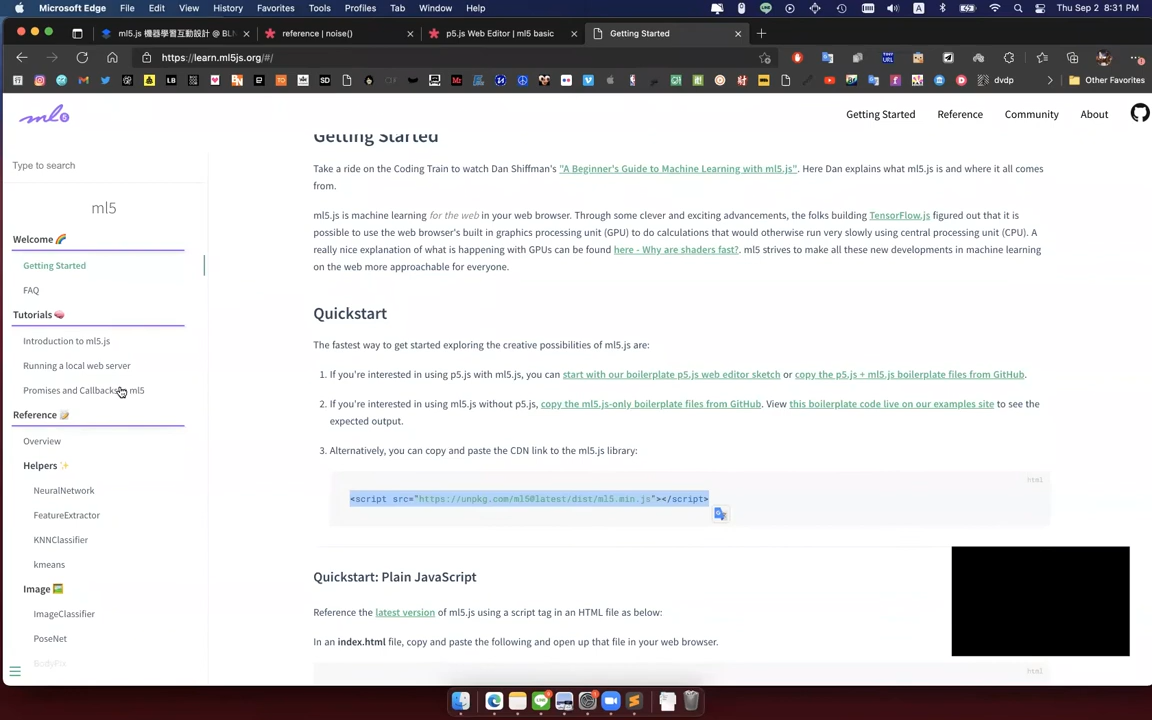 Microsoft Edge File Edit View History Favorites Tools Profiles Tab Window Help
Thu Sep 2 8:31 PM
ml5.js 機器學習互動設計 @ BLN
reference | noise()
p5.js Web Editor | ml5 basic
Getting Started
https://learn.ml5js.org/#/
dvdp
Other Favorites
ml5
Getting Started Reference Community About
Type to search
ml5
Welcome 🌈
Getting Started
FAQ
Tutorials 🧠
Introduction to ml5.js
Running a local web server
Promises and Callbacks ml5
Reference 📝
Overview
Helpers ✨
NeuralNetwork
FeatureExtractor
KNNClassifier
kmeans
Image 🖼️
ImageClassifier
PoseNet
BodyPix
Getting Started
Take a ride on the Coding Train to watch Dan Shiffman's "A Beginner's Guide to Machine Learning with ml5.js". Here Dan explains what ml5.js is and where it all comes
from.
ml5.js is machine learning for the web in your web browser. Through some clever and exciting advancements, the folks building TensorFlow.js figured out that it is
possible to use the web browser's built in graphics processing unit (GPU) to do calculations that would otherwise run very slowly using central processing unit (CPU). A
really nice explanation of what is happening with GPUs can be found here - Why are shaders fast?. ml5 strives to make all these new developments in machine learning
on the web more approachable for everyone.
Quickstart
The fastest way to get started exploring the creative possibilities of ml5.js are:
1. If you're interested in using p5.js with ml5.js, you can start with our boilerplate p5.js web editor sketch or copy the p5.js + ml5.js boilerplate files from GitHub.
2. If you're interested in using ml5.js without p5.js, copy the ml5.js-only boilerplate files from GitHub. View this boilerplate code live on our examples site to see the
expected output.
3. Alternatively, you can copy and paste the CDN link to the ml5.js library:
html
<script src="https://unpkg.com/ml5@latest/dist/ml5.min.js"></script>
Quickstart: Plain JavaScript
Reference the latest version of ml5.js using a script tag in an HTML file as below:
In an index.html file, copy and paste the following and open up that file in your web browser.
html